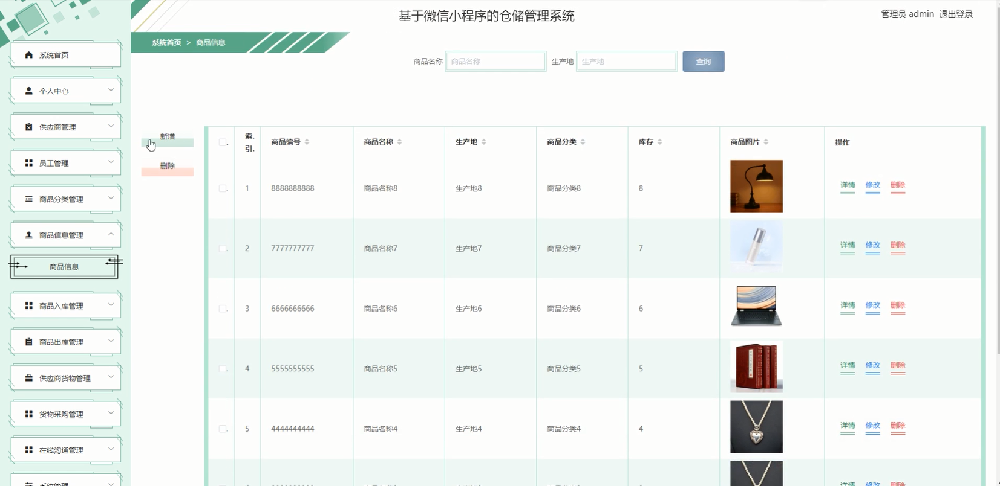 基于微信小程序的仓储管理系统
管理员 admin 退出登录
系统首页 > 商品信息
商品名称 商品名称 生产地 生产地 查询
系统首页
个人中心
供应商管理
员工管理
商品分类管理
商品信息管理
商品信息
商品入库管理
商品出库管理
供应商货物管理
货物采购管理
在线沟通管理
系统管理
新增
删除
索.
引.
商品编号 商品名称 生产地 商品分类 库存 商品图片 操作
1 8888888888 商品名称8 生产地8 商品分类8 8 详情 修改 删除
2 7777777777 商品名称7 生产地7 商品分类7 7 详情 修改 删除
3 6666666666 商品名称6 生产地6 商品分类6 6 详情 修改 删除
4 5555555555 商品名称5 生产地5 商品分类5 5 详情 修改 删除
5 4444444444 商品名称4 生产地4 商品分类4 4 详情 修改 删除
详情 修改 删除